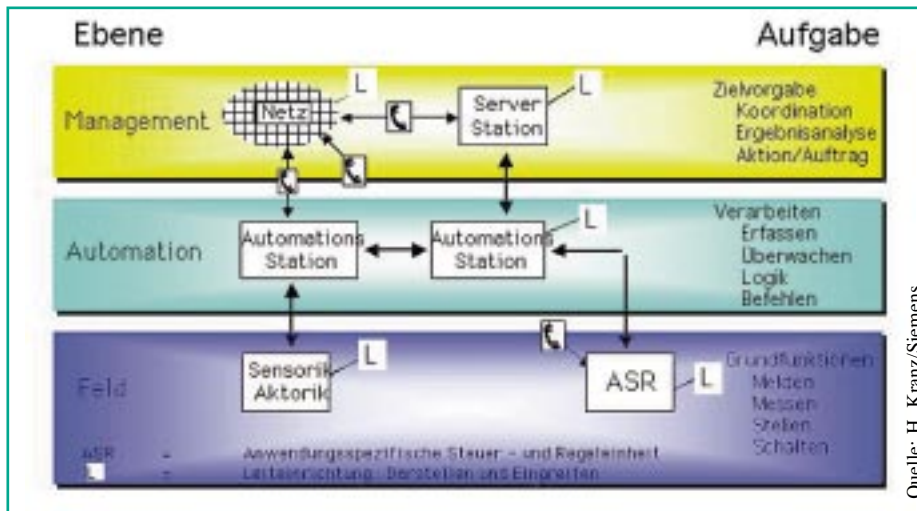 Ebene
Aufgabe
Management
L
Netz
Server
Station
L
Zielvorgabe
Koordination
Ergebnisanalyse
Aktion/Auftrag
Automation
Automations
Station
Automations
Station
L
Verarbeiten
Erfassen
Überwachen
Logik
Befehlen
Feld
Sensorik
Aktorik
L
ASR
L
Grundfunktionen
Melden
Messen
Stellen
Schalten
ASR - Anwendungsspezifische Steuer - und Regeleinheit
L = Leiteinrichtung: Darstellen und Eingreifen
Quelle: H. Kranz/Siemens